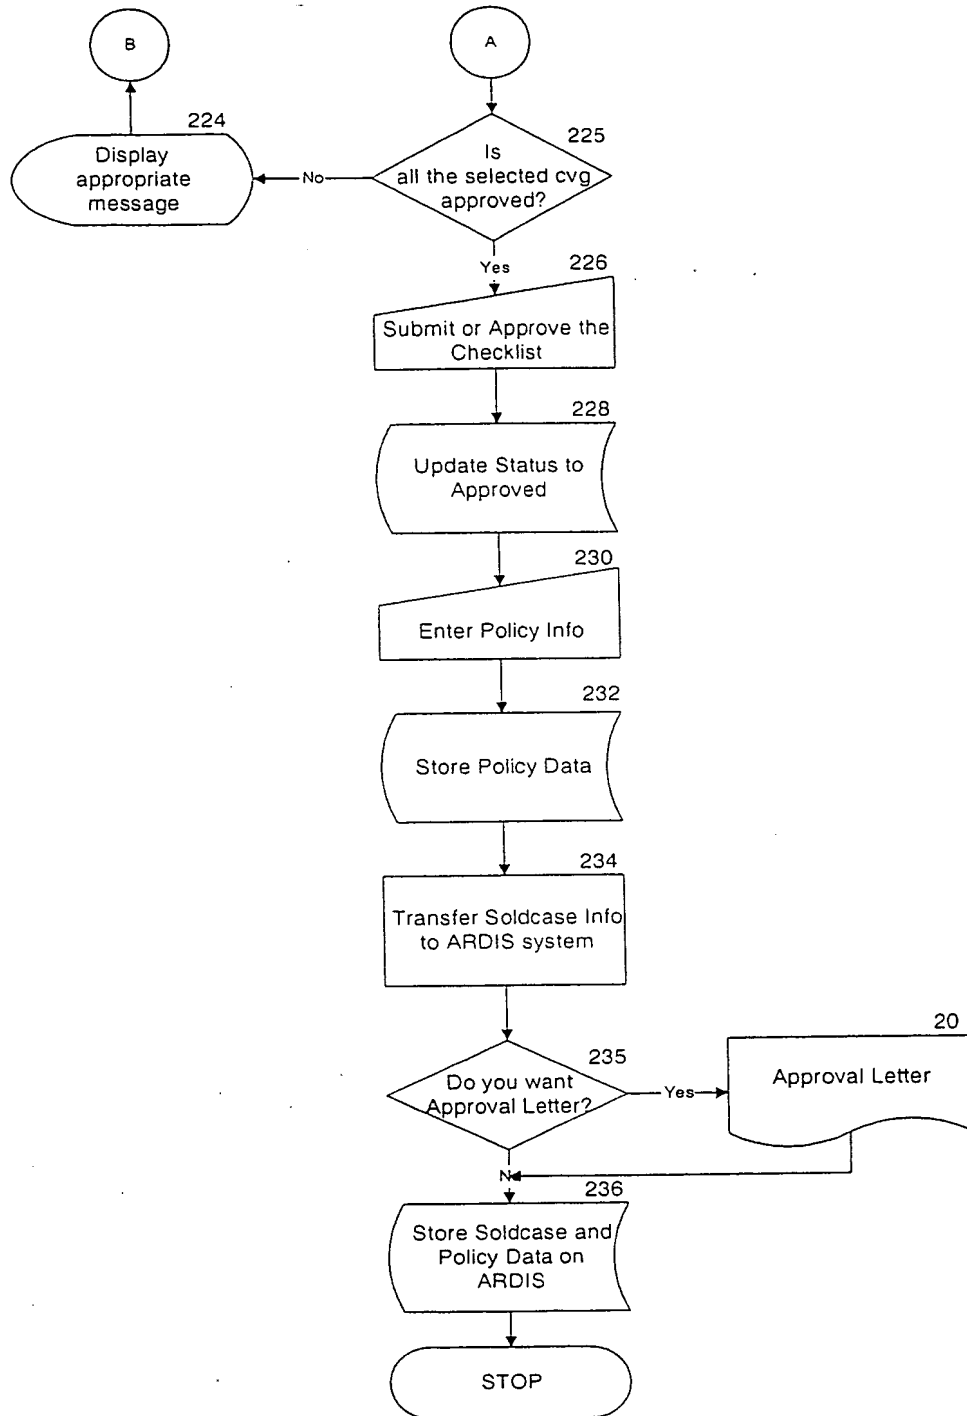 B
A
224
225
Display
appropriate
message
No
Is
all the selected cvg
approved?
Yes
226
Submit or Approve the
Checklist
228
Update Status to
Approved
230
Enter Policy Info
232
Store Policy Data
234
Transfer Soldcase Info
to ARDIS system
235
Do you want
Approval Letter?
Yes
20
Approval Letter
N
236
Store Soldcase and
Policy Data on
ARDIS
STOP